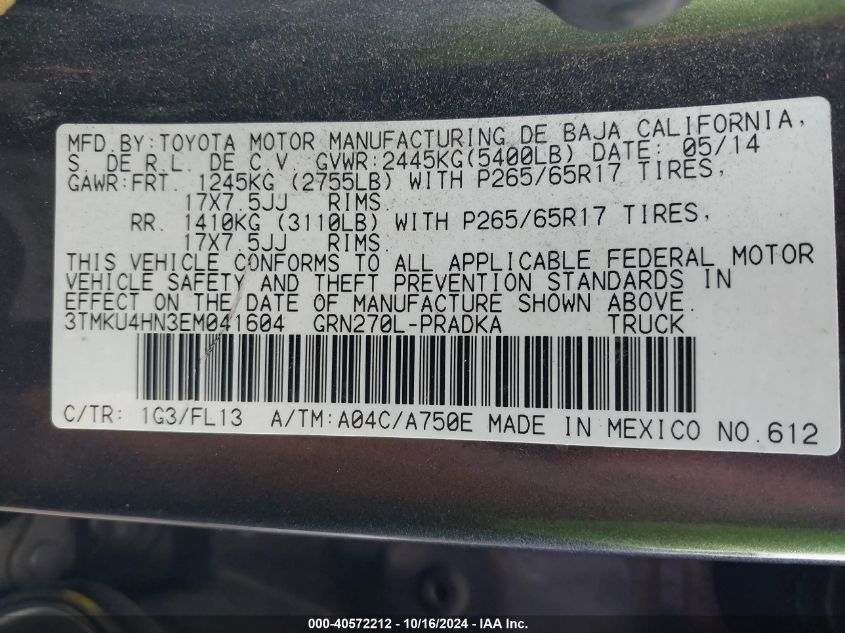 MFD.BY:TOYOTA MOTOR MANUFACTURING DE BAJA CALIFORNIA,
S. DE R.L. DE C.V. GVWR:2445KG(5400LB) DATE: 05/14
GAWR:FRT. 1245KG (2755LB) WITH P265/65R17 TIRES,
17X7.5JJ RIMS.
RR. 1410KG (3110LB) WITH P265/65R17 TIRES,
17X7.5JJ RIMS.
THIS VEHICLE CONFORMS TO ALL APPLICABLE FEDERAL MOTOR
VEHICLE SAFETY AND THEFT PREVENTION STANDARDS IN
EFFECT ON THE DATE OF MANUFACTURE SHOWN ABOVE.
3TMKU4HN3EM041604 GRN270L-PRADKA TRUCK
C/TR: 1G3/FL13 A/TM:A04C/A750E MADE IN MEXICO NO.612
000-40572212 - 10/16/2024 - IAA Inc.